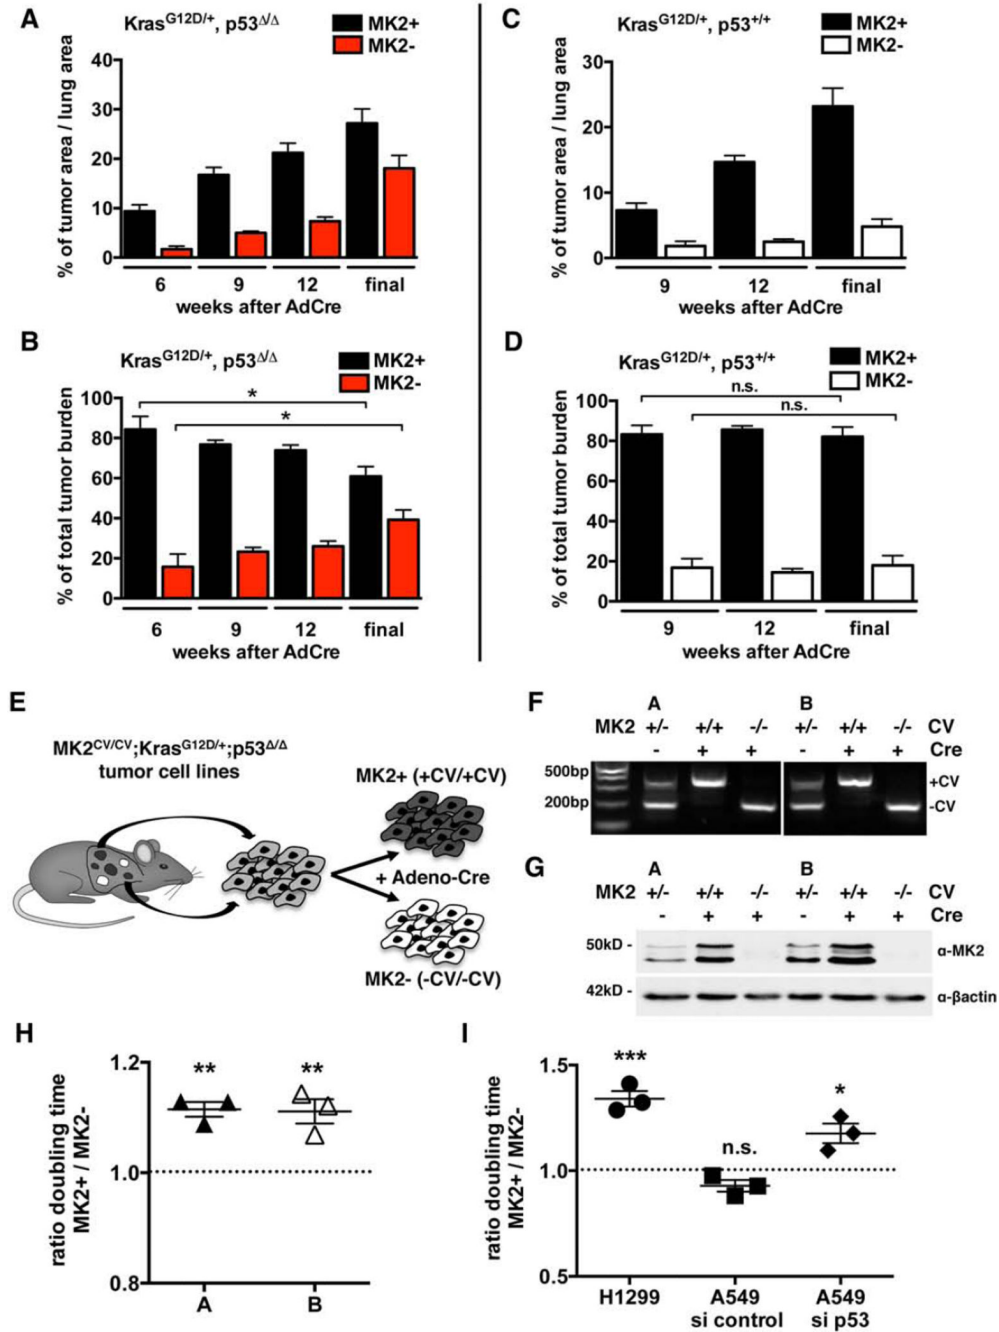 A
Kras^G12D/+, p53^Δ/Δ
MK2+
MK2-
% of tumor area / lung area
40
30
20
10
0
6 9 12 final
weeks after AdCre
C
Kras^G12D/+, p53^+/+
MK2+
MK2-
% of tumor area / lung area
30
20
10
0
9 12 final
weeks after AdCre
B
Kras^G12D/+, p53^Δ/Δ
MK2+
MK2-
% of total tumor burden
100
80
60
40
20
0
*
*
6 9 12 final
weeks after AdCre
D
Kras^G12D/+, p53^+/+
MK2+
MK2-
% of total tumor burden
100
80
60
40
20
0
n.s.
n.s.
9 12 final
weeks after AdCre
E
MK2^CV/CV;Kras^G12D/+;p53^Δ/Δ
tumor cell lines
MK2+ (+CV/+CV)
+ Adeno-Cre
MK2- (-CV/-CV)
F
A B
MK2 +/- +/+ -/- +/- +/+ -/- CV
- + + - + + Cre
500bp
200bp
+CV
-CV
G
A B
MK2 +/- +/+ -/- +/- +/+ -/- CV
- + + - + + Cre
50kD -
α-MK2
42kD -
α-βactin
H
ratio doubling time
MK2+ / MK2-
1.2
1.0
0.8
** **
A B
I
ratio doubling time
MK2+ / MK2-
1.5
1.0
0.5
***
n.s.
*
H1299 A549 A549
si control si p53